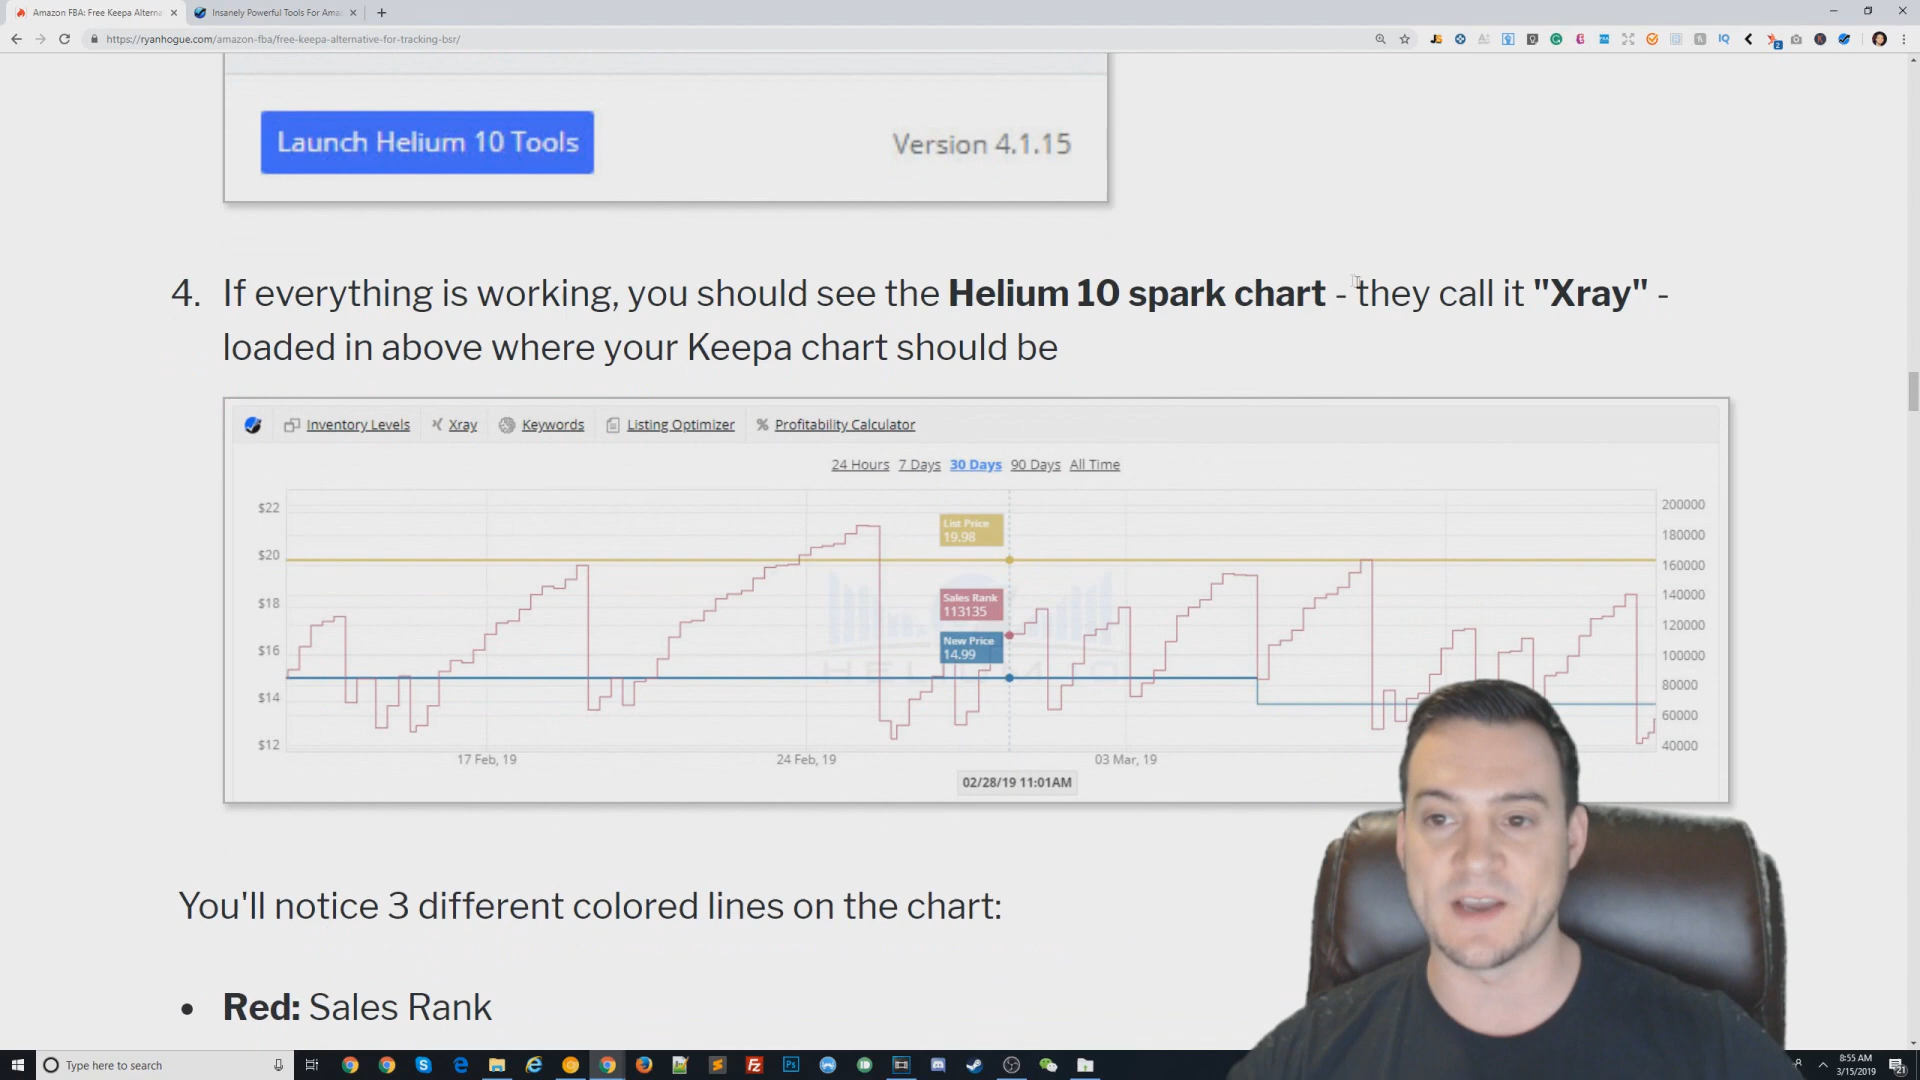 Amazon FBA: Free Keepa Alterna
Insanely Powerful Tools For Ama
https://ryanhogue.com/amazon-fba/free-keepa-alternative-for-tracking-bsr/
Launch Helium 10 Tools
Version 4.1.15
4. If everything is working, you should see the Helium 10 spark chart - they call it "Xray" -
loaded in above where your Keepa chart should be
Inventory Levels Xray Keywords Listing Optimizer Profitability Calculator
24 Hours 7 Days 30 Days 90 Days All Time
$22
$20
$18
$16
$14
$12
List Price
19.98
Sales Rank
113135
New Price
14.99
200000
180000
160000
140000
120000
100000
80000
60000
40000
17 Feb, 19
24 Feb, 19
03 Mar, 19
02/28/19 11:01AM
You'll notice 3 different colored lines on the chart:
• Red: Sales Rank
Type here to search
8:55 AM
3/15/2019
21